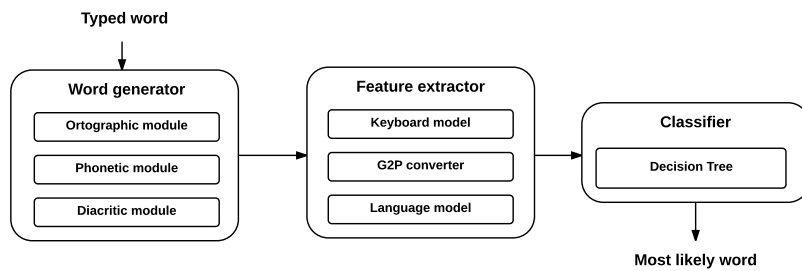 Typed word
Word generator
Ortographic module
Phonetic module
Diacritic module
Feature extractor
Keyboard model
G2P converter
Language model
Classifier
Decision Tree
Most likely word